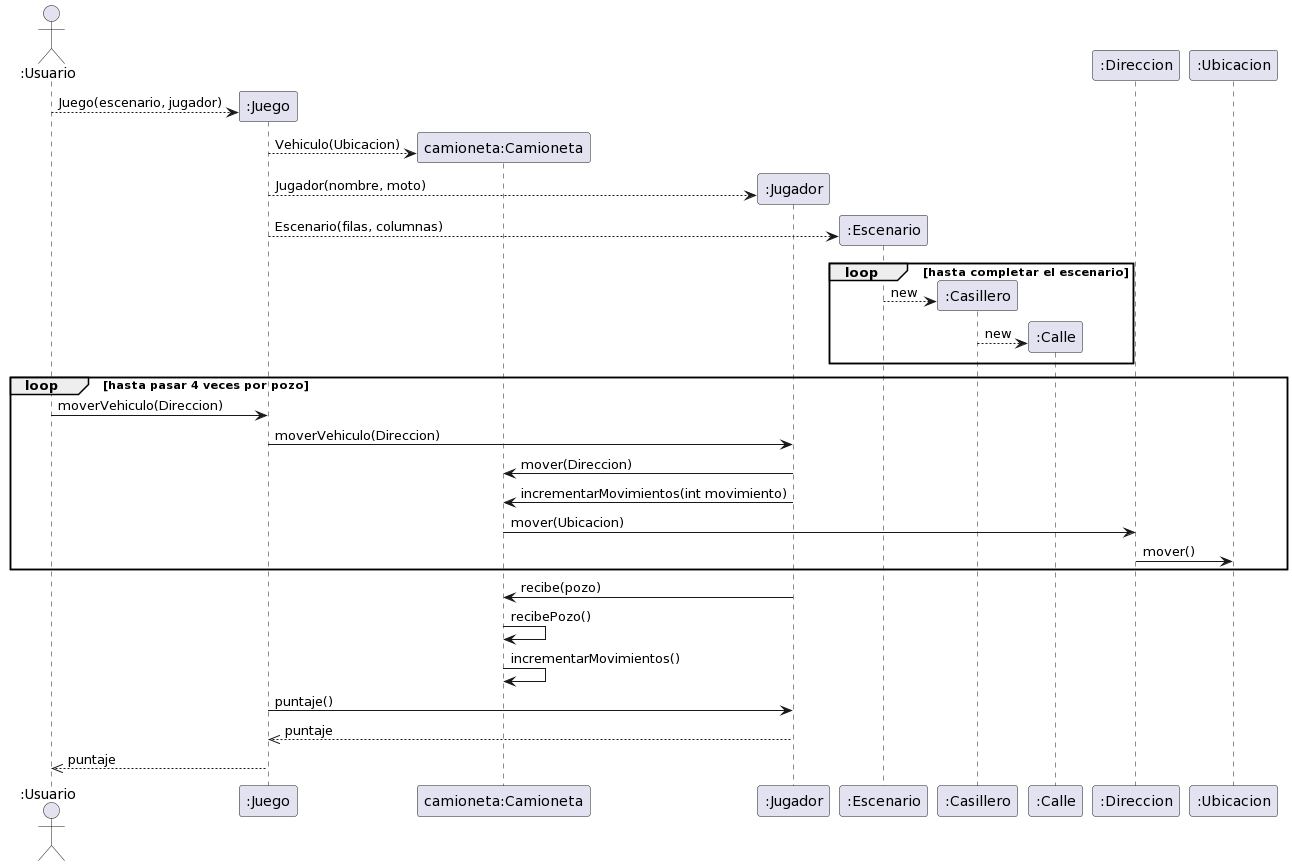 :Usuario
:Direccion
:Ubicacion
Juego(escenario, jugador)
:Juego
Vehiculo(Ubicacion)
camioneta:Camioneta
Jugador(nombre, moto)
:Jugador
Escenario(filas, columnas)
:Escenario
loop
[hasta completar el escenario]
new
:Casillero
new
:Calle
loop
[hasta pasar 4 veces por pozo]
moverVehiculo(Direccion)
moverVehiculo(Direccion)
mover(Direccion)
incrementarMovimientos(int movimiento)
mover(Ubicacion)
mover()
recibe(pozo)
recibePozo()
incrementarMovimientos()
puntaje()
puntaje
puntaje
:Usuario
:Juego
camioneta:Camioneta
:Jugador
:Escenario
:Casillero
:Calle
:Direccion
:Ubicacion